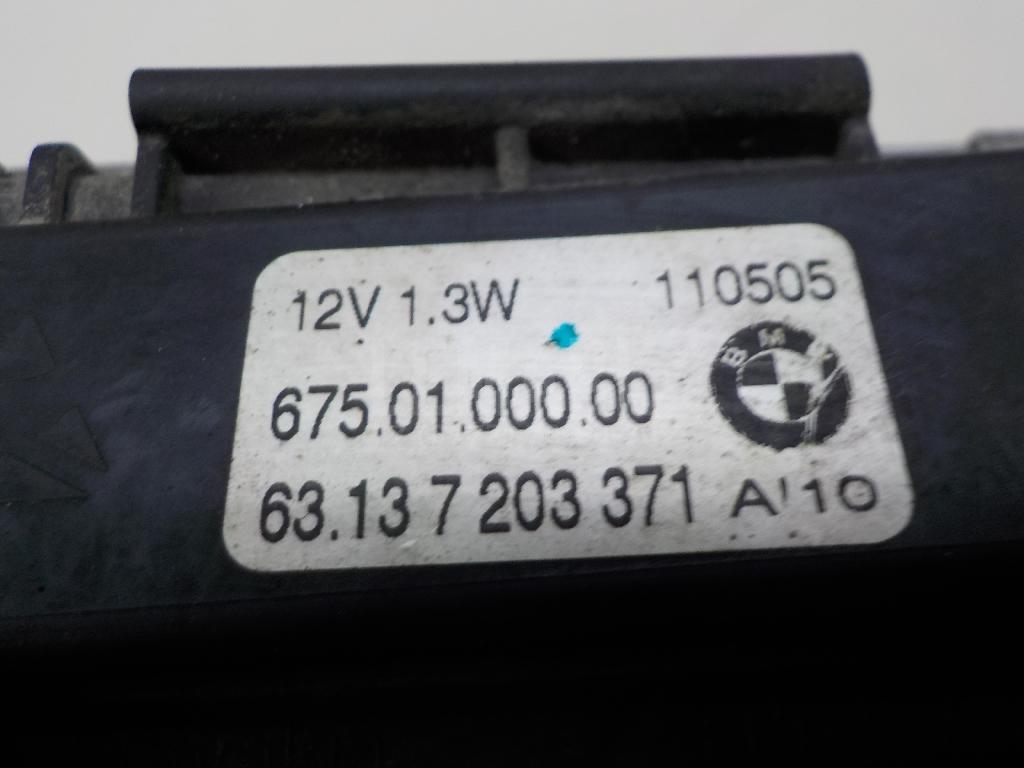 12V 1.3W 110505
BMW
675.01.000.00
63.13 7 203 371 A'10